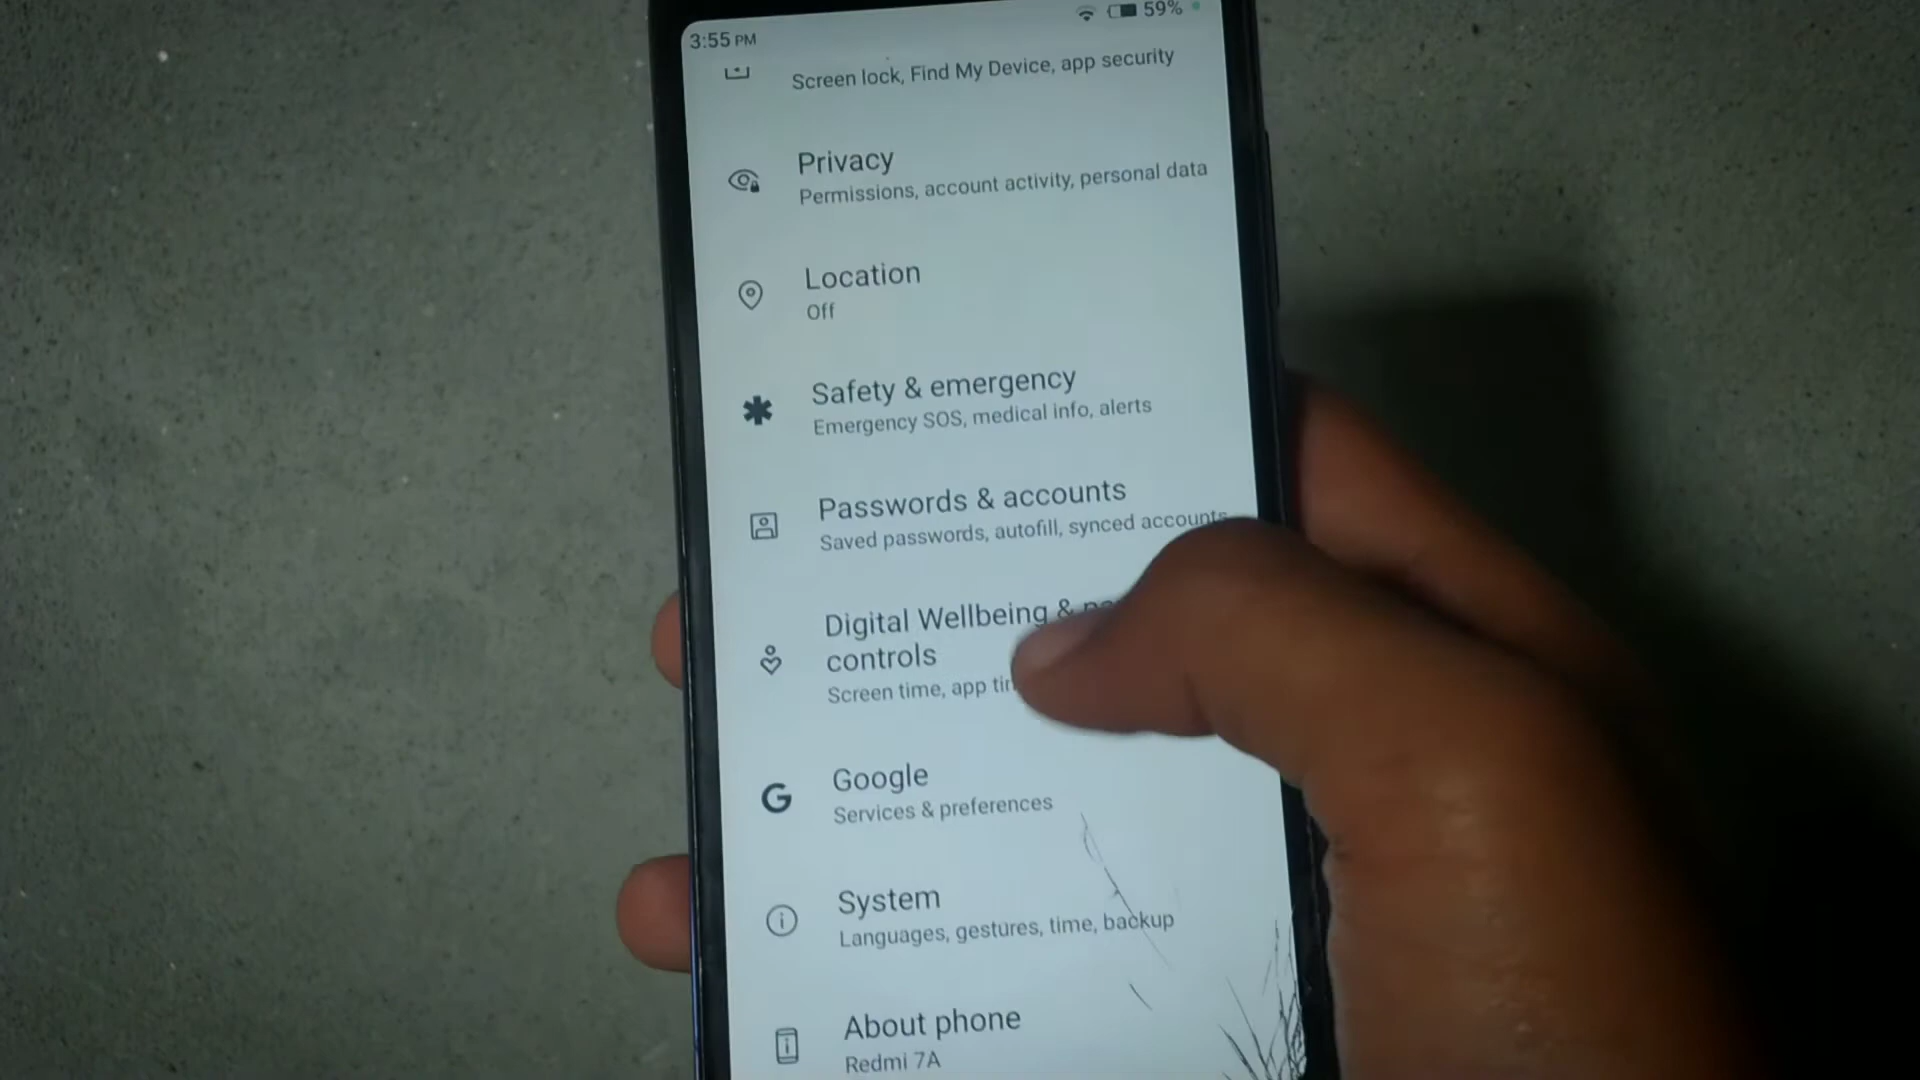 3:55 PM
59%
Screen lock, Find My Device, app security
Privacy
Permissions, account activity, personal data
Location
Off
Safety & emergency
Emergency SOS, medical info, alerts
Passwords & accounts
Saved passwords, autofill, synced accounts
Digital Wellbeing &
controls
Screen time, app
Google
Services & preferences
System
Languages, gestures, time, backup
About phone
Redmi 7A